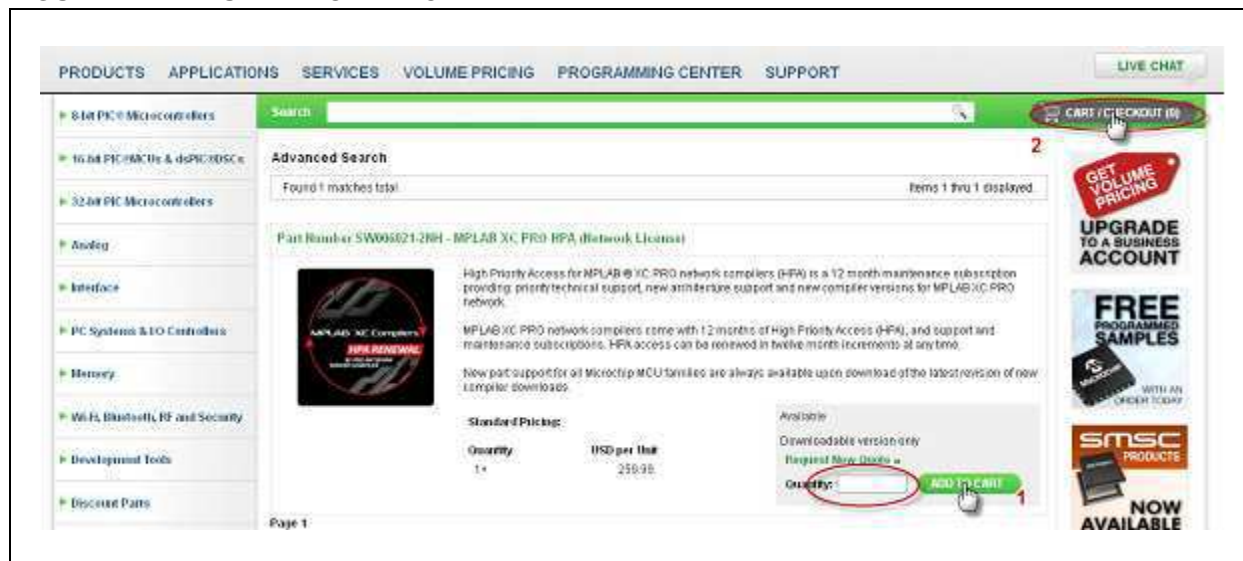 PRODUCTS APPLICATIONS SERVICES VOLUME PRICING PROGRAMMING CENTER SUPPORT
LIVE CHAT
Search
CART / CHECKOUT (0)
2
8-bit PIC® Microcontrollers
16-bit PIC®MCUs & dsPIC®DSCs
32-bit PIC Microcontrollers
Analog
Interface
PC Systems & I/O Controllers
Memory
Wi-Fi, Bluetooth, RF and Security
Development Tools
Discount Parts
Advanced Search
Found 1 matches total
Items 1 thru 1 displayed
Part Number SW006021-2NH - MPLAB XC PRO HPA (Network License)
MPLAB XC Compilers
HPA RENEWAL
High Priority Access for MPLAB ® XC PRO network compilers (HPA) is a 12 month maintenance subscription
providing: priority technical support, new architecture support and new compiler versions for MPLAB XC PRO
network.
MPLAB XC PRO network compilers come with 12 months of High Priority Access (HPA), and support and
maintenance subscriptions. HPA access can be renewed in twelve month increments at any time.
New part support for all Microchip MCU families are always available upon download of the latest revision of new
compiler downloads.
Standard Pricing:
Quantity USD per Unit
1+
Available
Downloadable version only
Request New Quote »
Quantity:
ADD TO CART
1
Page 1
GET
VOLUME
PRICING
UPGRADE
TO A BUSINESS
ACCOUNT
FREE
PROGRAMMED
SAMPLES
MICROCHIP
WITH AN
ORDER TODAY
SMSC
PRODUCTS
NOW
AVAILABLE